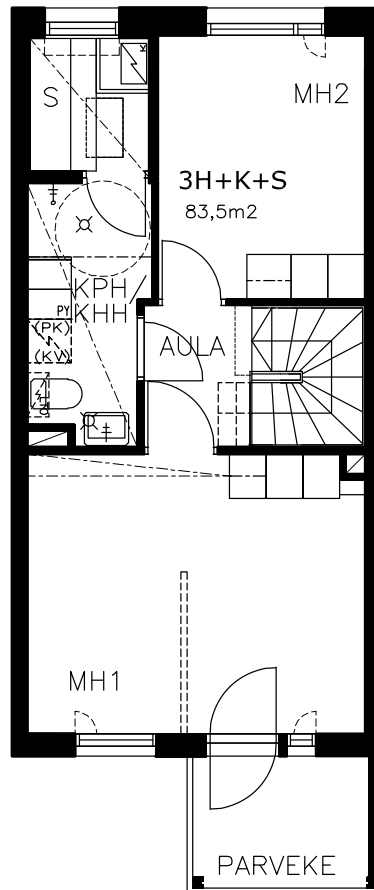 S
MH2
3H+K+S
83,5m2
KPH/
KHH
PY
(PK)
(KV)
AULA
MH1
PARVEKE